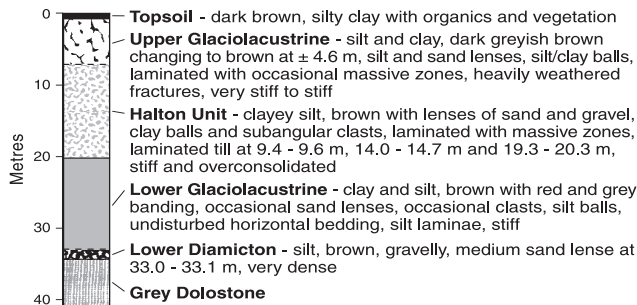 0
Topsoil - dark brown, silty clay with organics and vegetation
Upper Glaciolacustrine - silt and clay, dark greyish brown
changing to brown at ± 4.6 m, silt and sand lenses, silt/clay balls,
laminated with occasional massive zones, heavily weathered
fractures, very stiff to stiff
10
Halton Unit - clayey silt, brown with lenses of sand and gravel,
clay balls and subangular clasts, laminated with massive zones,
laminated till at 9.4 - 9.6 m, 14.0 - 14.7 m and 19.3 - 20.3 m,
stiff and overconsolidated
Metres
20
Lower Glaciolacustrine - clay and silt, brown with red and grey
banding, occasional sand lenses, occasional clasts, silt balls,
undisturbed horizontal bedding, silt laminae, stiff
30
Lower Diamicton - silt, brown, gravelly, medium sand lense at
33.0 - 33.1 m, very dense
Grey Dolostone
40